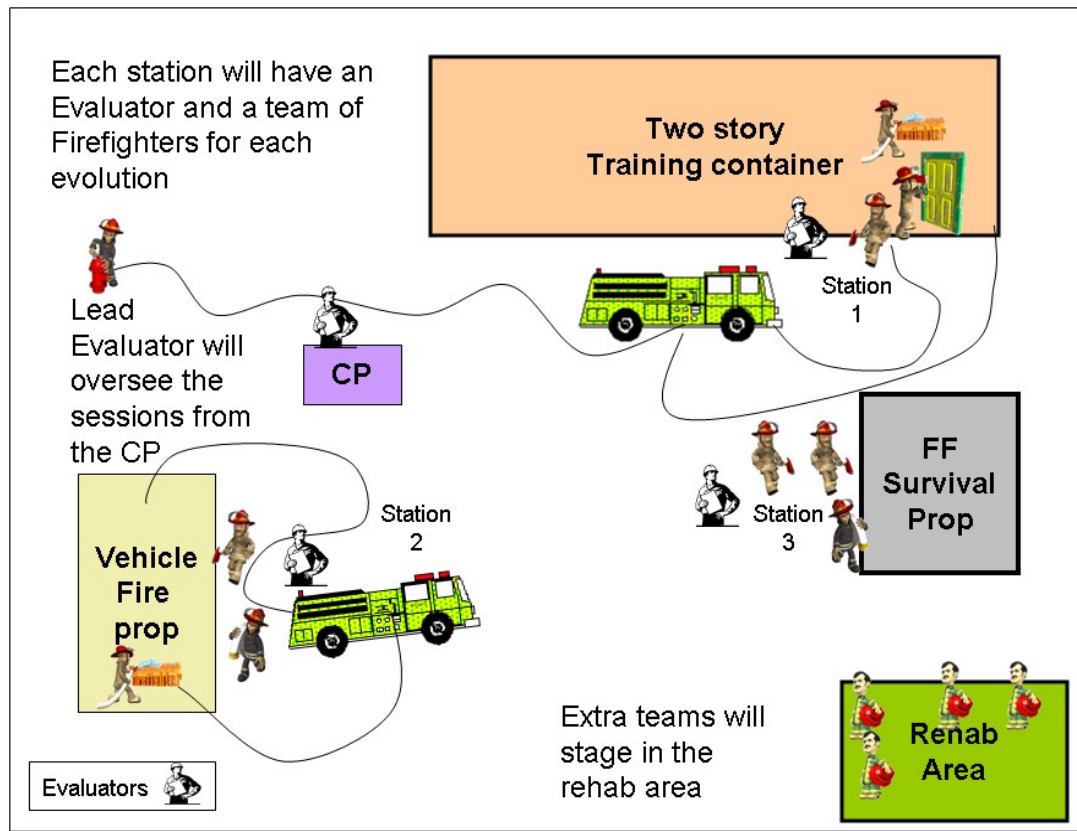 Each station will have an
Evaluator and a team of
Firefighters for each
evolution
Two story
Training container
Station
1
Lead
Evaluator will
oversee the
sessions from
the CP
CP
FF
Survival
Prop
Station
3
Station
2
Vehicle
Fire
prop
Extra teams will
stage in the
rehab area
Rehab
Area
Evaluators